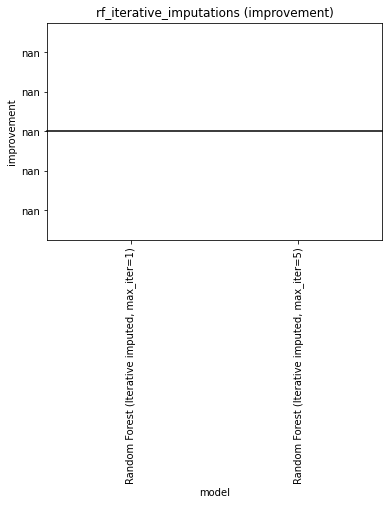 rf_iterative_imputations (improvement)
improvement
nan
nan
nan
nan
nan
Random Forest (Iterative imputed, max_iter=1)
Random Forest (Iterative imputed, max_iter=5)
model